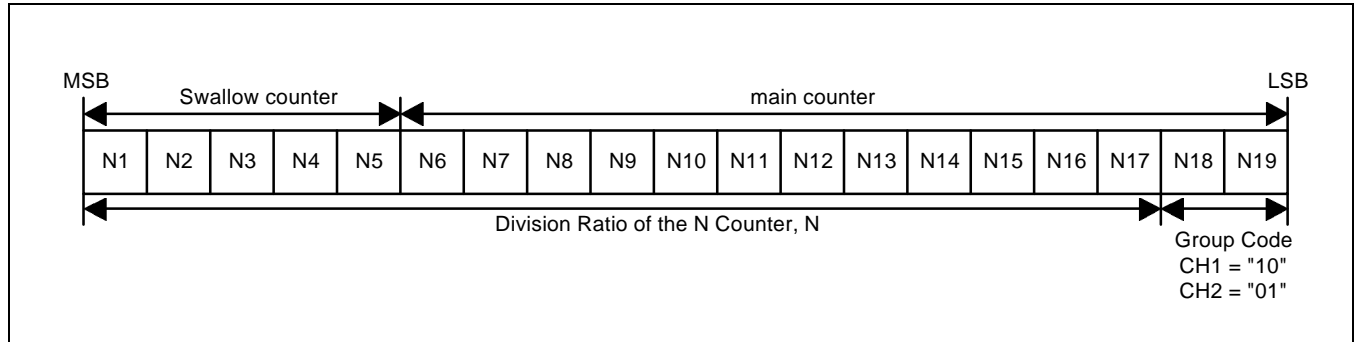 MSB LSB
Swallow counter main counter
N1 N2 N3 N4 N5 N6 N7 N8 N9 N10 N11 N12 N13 N14 N15 N16 N17 N18 N19
Division Ratio of the N Counter, N
Group Code
CH1 = "10"
CH2 = "01"